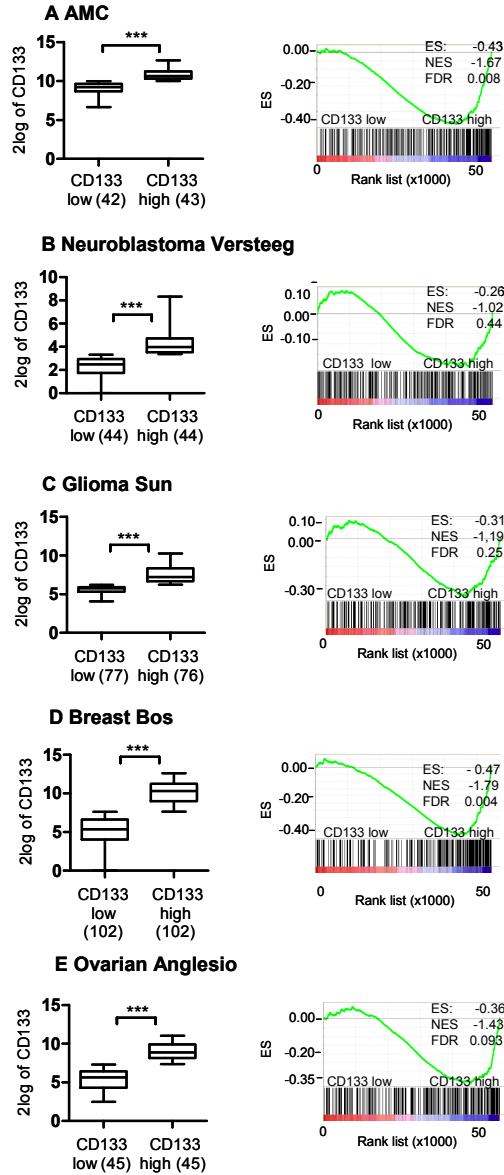 A AMC
2log of CD133
15
10
5
0
***
CD133
low (42)
CD133
high (43)
ES
0.00
-0.20
-0.40
ES: -0.43
NES -1.67
FDR 0.008
CD133 low CD133 high
0 50
Rank list (x1000)
B Neuroblastoma Versteeg
2log of CD133
10
8
6
4
2
0
***
CD133
low (44)
CD133
high (44)
ES
0.10
0.00
-0.10
ES: -0.26
NES -1.02
FDR 0.44
CD133 low CD133 high
0 50
Rank list (x1000)
C Glioma Sun
2log of CD133
15
10
5
0
***
CD133
low (77)
CD133
high (76)
ES
0.10
0.00
-0.30
ES: -0.31
NES -1,19
FDR 0.25
CD133 low CD133 high
0 50
Rank list (x1000)
D Breast Bos
2log of CD133
15
10
5
0
***
CD133
low
(102)
CD133
high
(102)
ES
0.00
-0.20
-0.40
ES: - 0.47
NES -1.79
FDR 0.004
CD133 low CD133 high
0 50
Rank list (x1000)
E Ovarian Anglesio
2log of CD133
15
10
5
0
***
CD133
low (45)
CD133
high (45)
ES
0.00
-0.20
-0.35
ES: -0.36
NES -1.43
FDR 0.093
CD133 low CD133 high
0 50
Rank list (x1000)